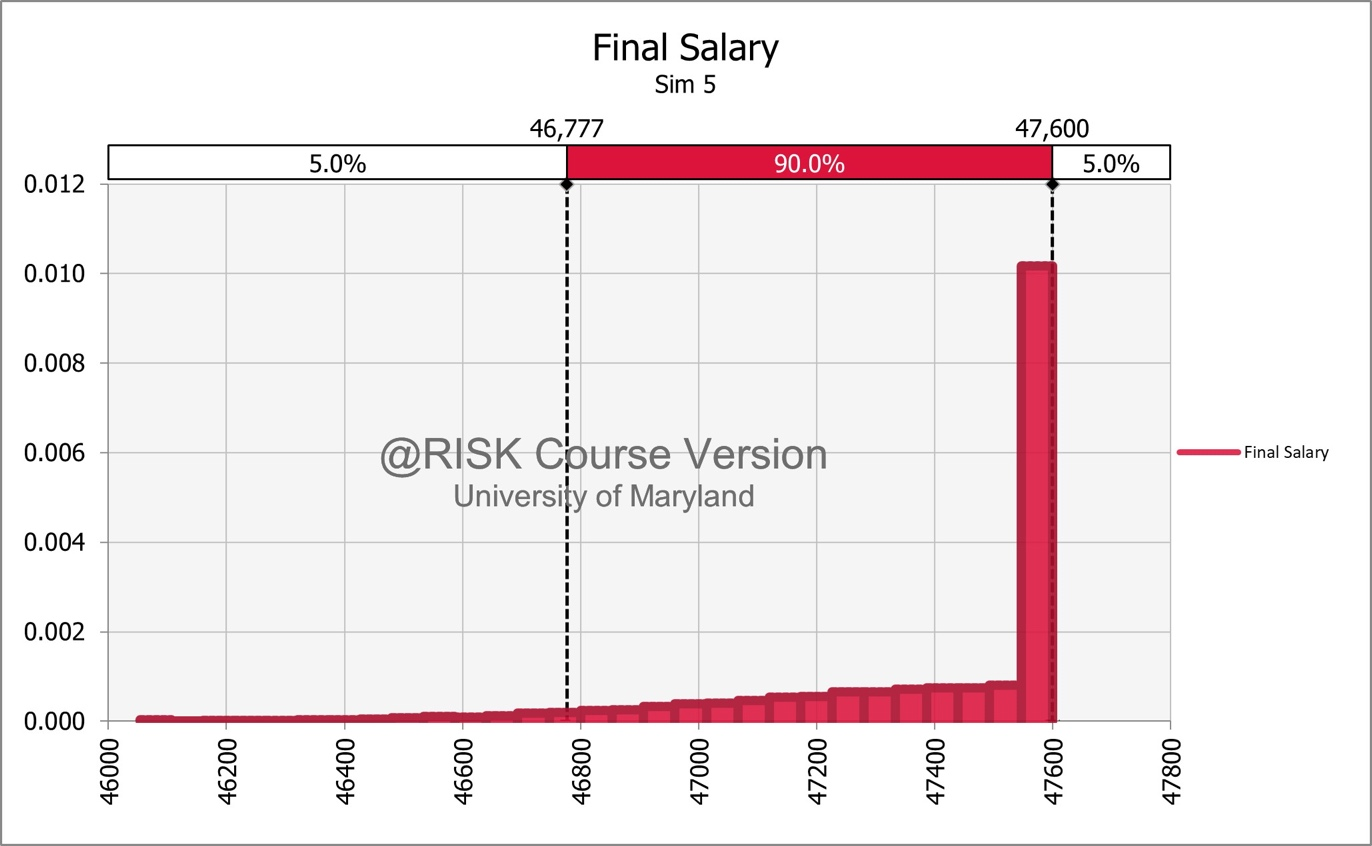 Final Salary
Sim 5
46,777 47,600
5.0% 90.0% 5.0%
0.012
0.010
0.008
0.006
0.004
0.002
0.000
@RISK Course Version
University of Maryland
Final Salary
46000 46200 46400 46600 46800 47000 47200 47400 47600 47800